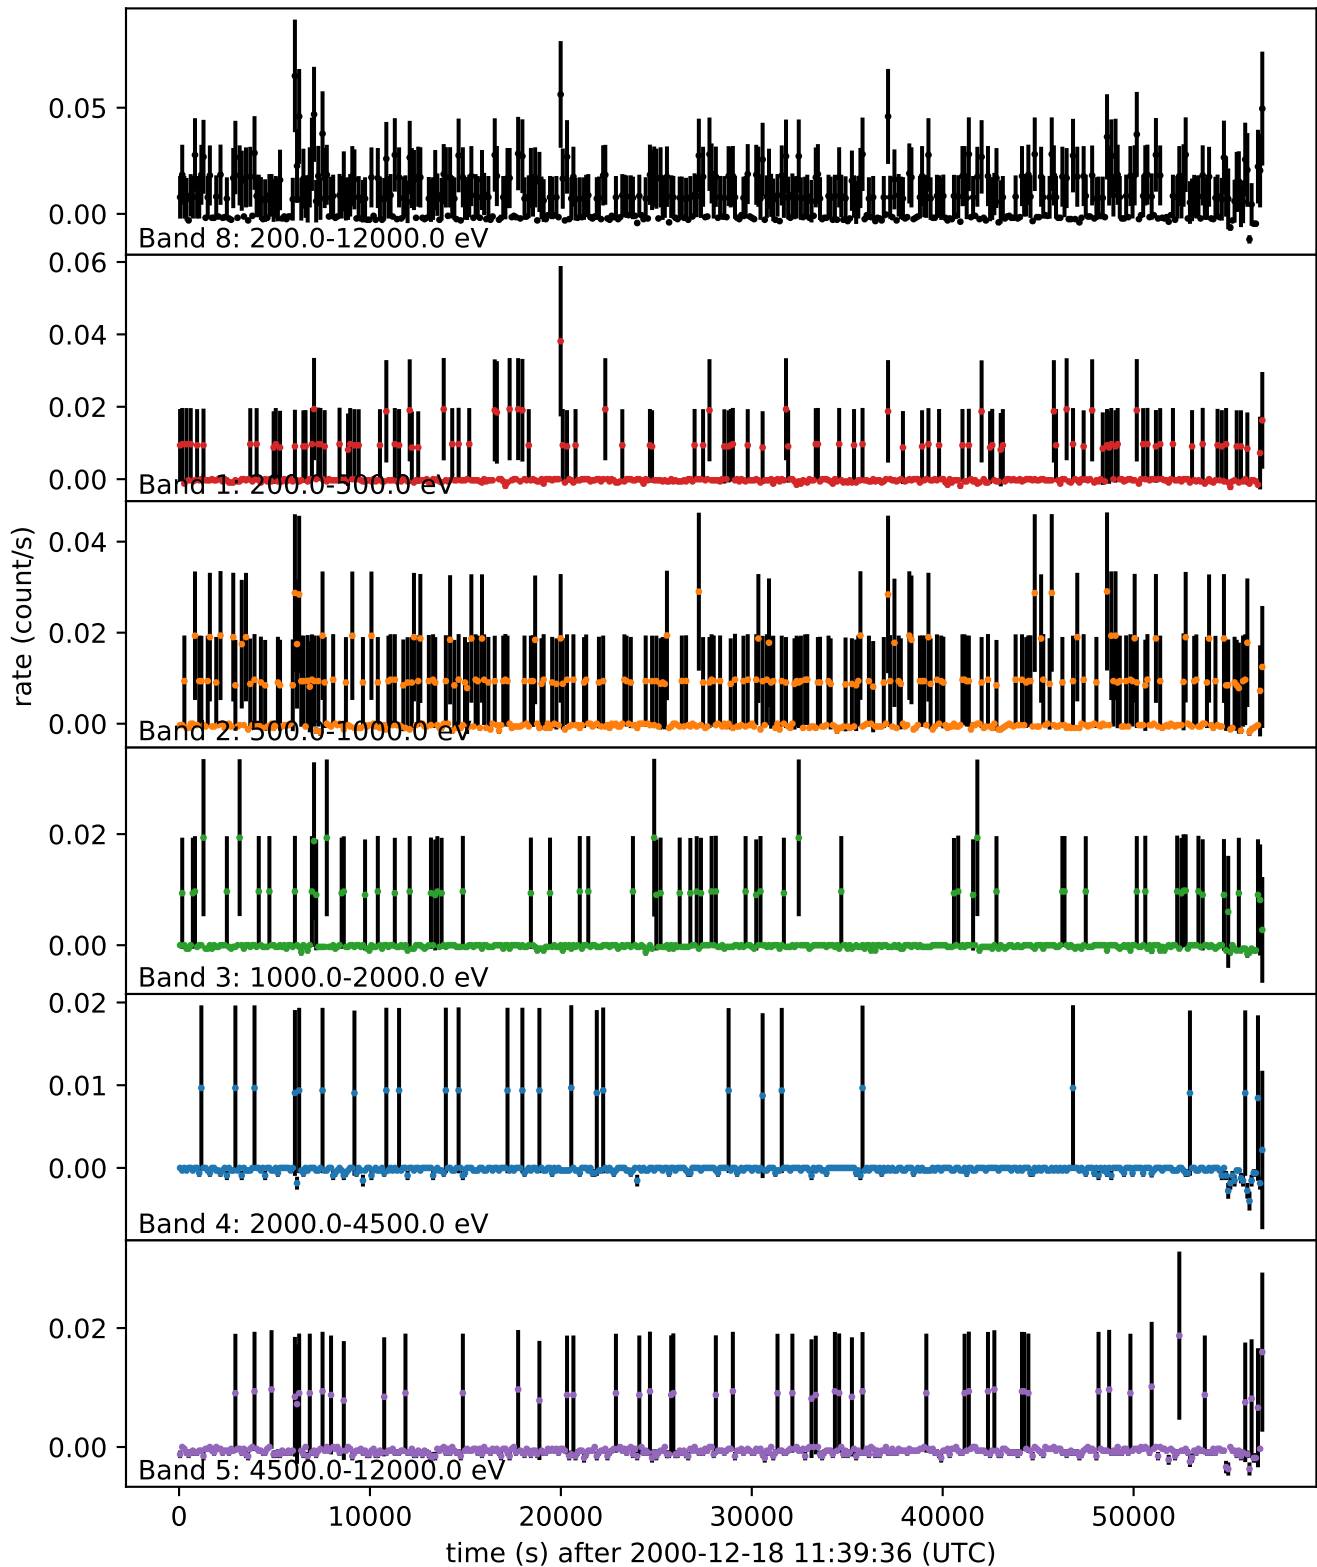 0.05
0.00
Band 8: 200.0-12000.0 eV
0.06
0.04
0.02
0.00
Band 1: 200.0-500.0 eV
0.04
0.02
0.00
Band 2: 500.0-1000.0 eV
rate (count/s)
0.02
0.00
Band 3: 1000.0-2000.0 eV
0.02
0.01
0.00
Band 4: 2000.0-4500.0 eV
0.02
0.00
Band 5: 4500.0-12000.0 eV
0 10000 20000 30000 40000 50000
time (s) after 2000-12-18 11:39:36 (UTC)